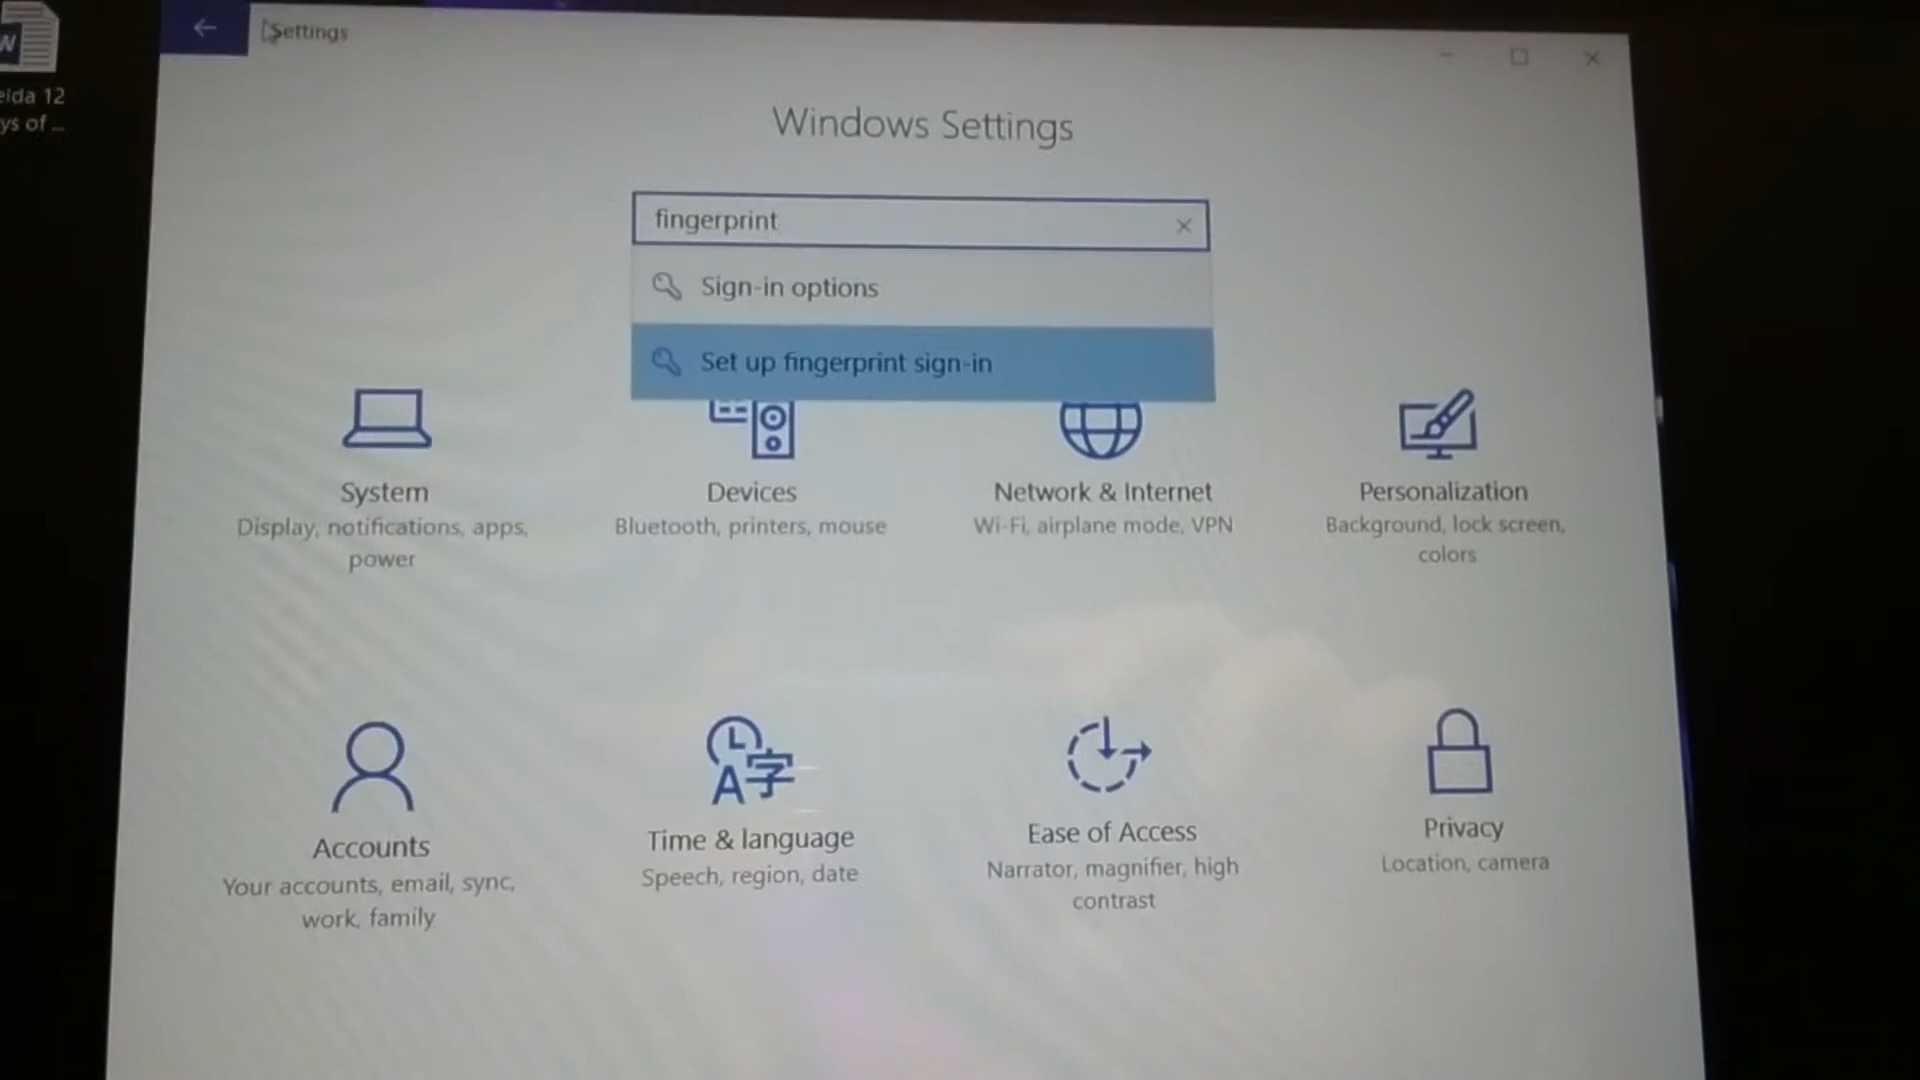 Settings
Windows Settings
fingerprint
Sign-in options
Set up fingerprint sign-in
System
Display, notifications, apps,
power
Devices
Bluetooth, printers, mouse
Network & Internet
Wi-Fi, airplane mode, VPN
Personalization
Background, lock screen,
colors
Accounts
Your accounts, email, sync,
work, family
Time & language
Speech, region, date
Ease of Access
Narrator, magnifier, high
contrast
Privacy
Location, camera
W
eida 12
ys of ...